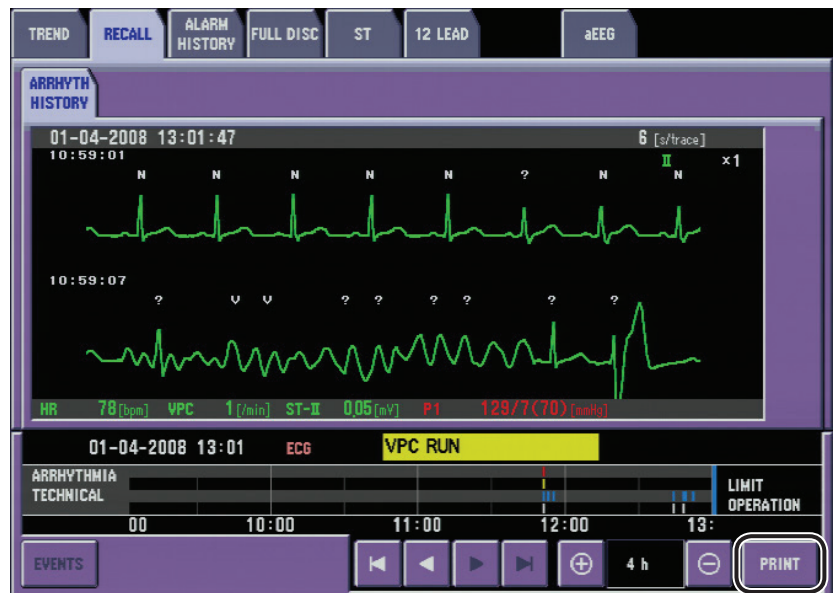 TREND RECALL ALARM HISTORY FULL DISC ST 12 LEAD aEEG
ARRHYTH
HISTORY
01-04-2008 13:01:47 6 [s/trace]
10:59:01 II ×1
N N N N N ? N N
10:59:07
? V V ? ? ? ? ? ?
HR 78[bpm] VPC 1[/min] ST-II 0.05[mV] P1 129/7(70)[mmHg]
01-04-2008 13:01 ECG VPC RUN
ARRHYTHMIA
TECHNICAL
LIMIT
OPERATION
00 10:00 11:00 12:00 13:
EVENTS 4 h PRINT